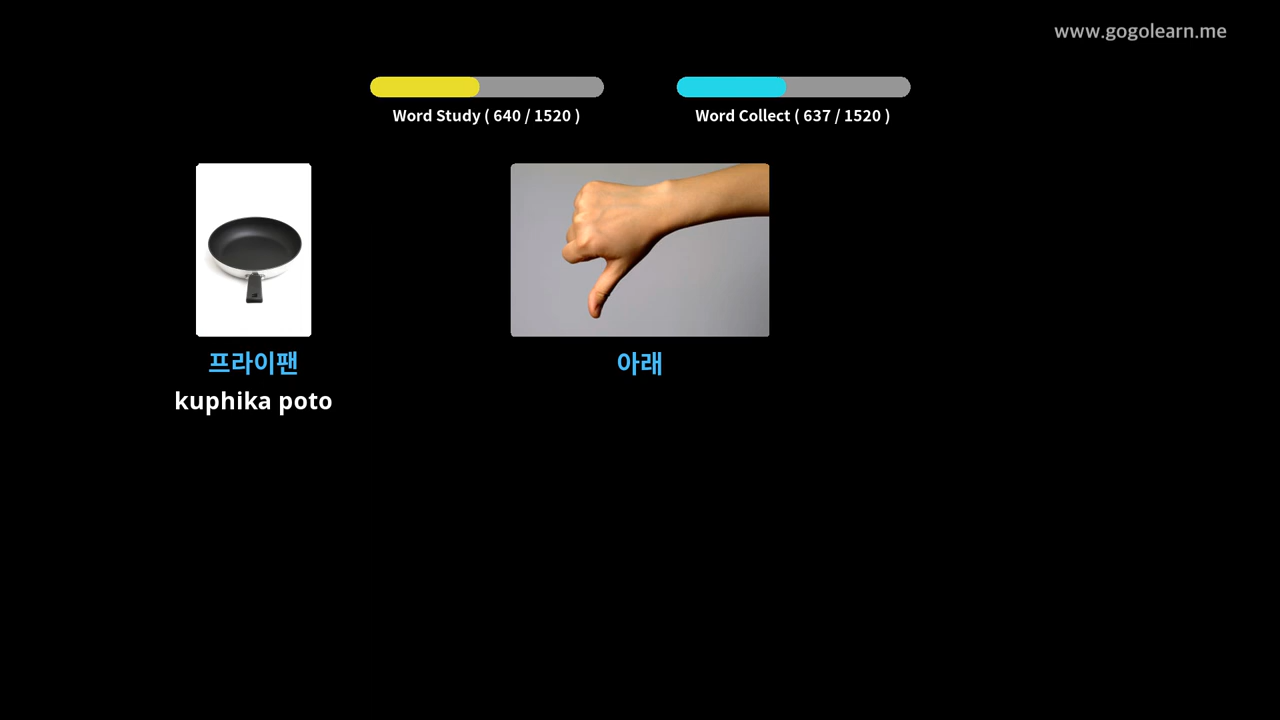 www.gogolearn.me
Word Study ( 640 / 1520 )
Word Collect ( 637 / 1520 )
프라이팬
아래
kuphika poto